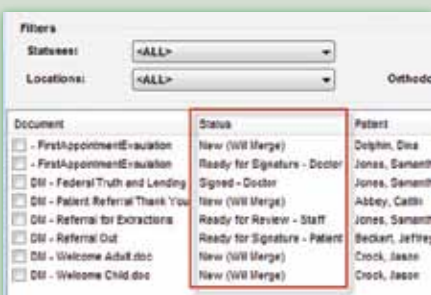 Filters
Statuses: <ALL>
Locations: <ALL> Orthodo
Document Status Patient
- FirstAppointmentEvaulation New (Will Merge) Dolphin, Dina
- FirstAppointmentEvaulation Ready for Signature - Doctor Jones, Samanth
DM - Federal Truth and Lending Signed - Doctor Jones, Samanth
DM - Patient Referral Thank You New (Will Merge) Abbey, Caitlin
DM - Referral for Extractions Ready for Review - Staff Jones, Samanth
DM - Referral Out Ready for Signature - Patient Beckert, Jeffrey
DM - Welcome Adult.doc New (Will Merge) Crock, Jason
DM - Welcome Child.doc New (Will Merge) Crock, Jason